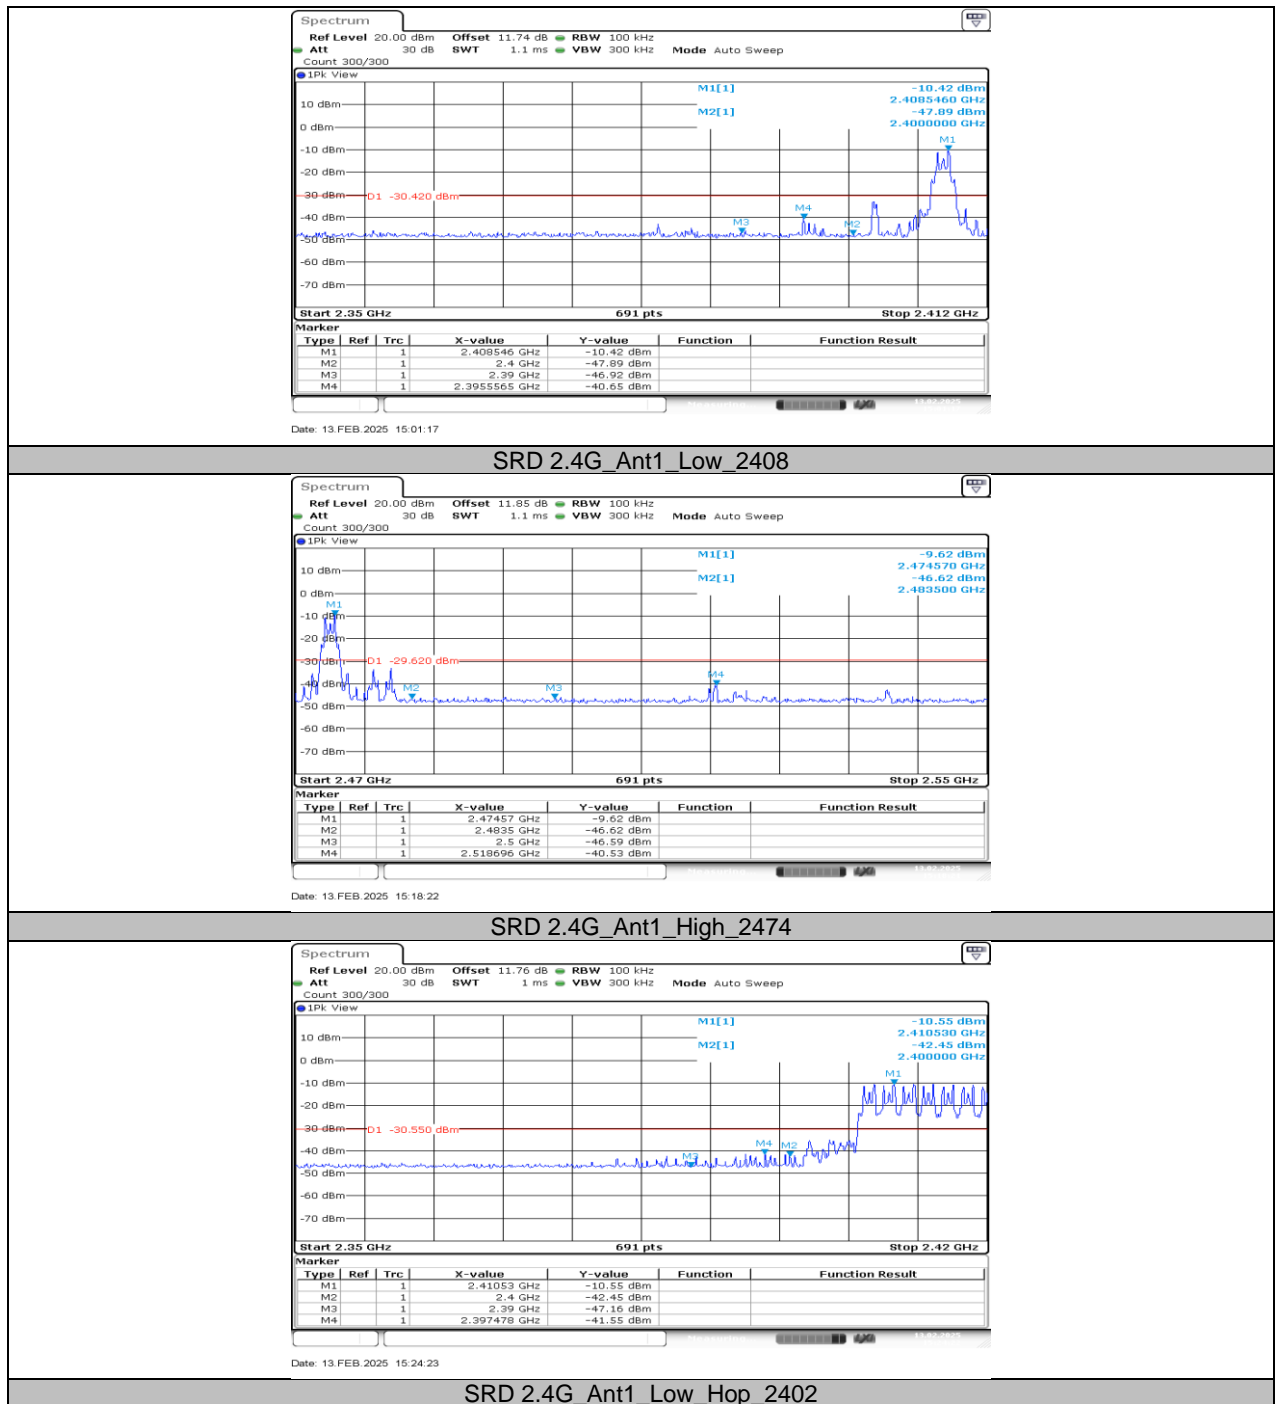 Spectrum
Ref Level 20.00 dBm Offset 11.74 dB RBW 100 kHz
Att 30 dB SWT 1.1 ms VBW 300 kHz Mode Auto Sweep
Count 300/300
1Pk View
M1[1] -10.42 dBm
2.4085460 GHz
M2[1] -47.89 dBm
2.4000000 GHz
10 dBm
0 dBm
M1
-10 dBm
-20 dBm
-30 dBm D1 -30.420 dBm
M4
-40 dBm M3 M2
-50 dBm
-60 dBm
-70 dBm
Start 2.35 GHz 691 pts Stop 2.412 GHz
Marker
Type Ref Trc X-value Y-value Function Function Result
M1 1 2.408546 GHz -10.42 dBm
M2 1 2.4 GHz -47.89 dBm
M3 1 2.39 GHz -46.92 dBm
M4 1 2.3955565 GHz -40.65 dBm
Date: 13.FEB.2025 15:01:17
SRD 2.4G_Ant1_Low_2408
Spectrum
Ref Level 20.00 dBm Offset 11.85 dB RBW 100 kHz
Att 30 dB SWT 1.1 ms VBW 300 kHz Mode Auto Sweep
Count 300/300
1Pk View
M1[1] -9.62 dBm
2.474570 GHz
M2[1] -46.62 dBm
2.483500 GHz
10 dBm
0 dBm
M1
-10 dBm
-20 dBm
-30 dBm D1 -29.620 dBm
M4
-40 dBm M2 M3
-50 dBm
-60 dBm
-70 dBm
Start 2.47 GHz 691 pts Stop 2.55 GHz
Marker
Type Ref Trc X-value Y-value Function Function Result
M1 1 2.47457 GHz -9.62 dBm
M2 1 2.4835 GHz -46.62 dBm
M3 1 2.5 GHz -46.59 dBm
M4 1 2.518696 GHz -40.53 dBm
Date: 13.FEB.2025 15:18:22
SRD 2.4G_Ant1_High_2474
Spectrum
Ref Level 20.00 dBm Offset 11.76 dB RBW 100 kHz
Att 30 dB SWT 1 ms VBW 300 kHz Mode Auto Sweep
Count 300/300
1Pk View
M1[1] -10.55 dBm
2.410530 GHz
M2[1] -42.45 dBm
2.400000 GHz
10 dBm
0 dBm
M1
-10 dBm
-20 dBm
-30 dBm D1 -30.550 dBm
M4 M2
-40 dBm
M3
-50 dBm
-60 dBm
-70 dBm
Start 2.35 GHz 691 pts Stop 2.42 GHz
Marker
Type Ref Trc X-value Y-value Function Function Result
M1 1 2.41053 GHz -10.55 dBm
M2 1 2.4 GHz -42.45 dBm
M3 1 2.39 GHz -47.16 dBm
M4 1 2.397478 GHz -41.55 dBm
Date: 13.FEB.2025 15:24:23
SRD 2.4G_Ant1_Low_Hop_2402